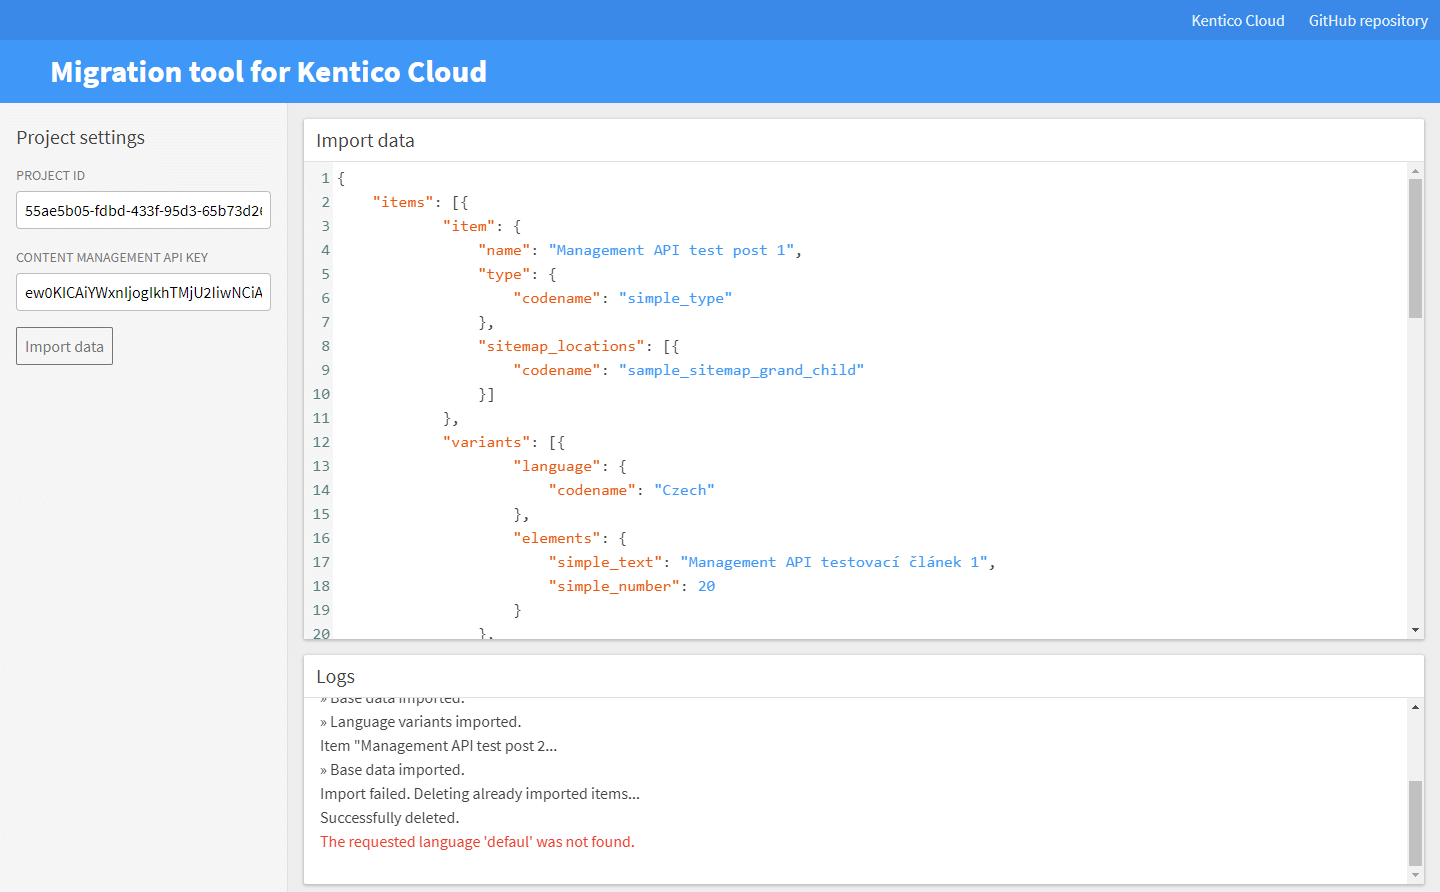 Kentico Cloud GitHub repository
Migration tool for Kentico Cloud
Project settings
PROJECT ID
55ae5b05-fdbd-433f-95d3-65b73d26
CONTENT MANAGEMENT API KEY
ew0KICAiYWxnIjogIkhTMjU2IiwNCiA
Import data
Import data
1 {
2 "items": [{
3 "item": {
4 "name": "Management API test post 1",
5 "type": {
6 "codename": "simple_type"
7 },
8 "sitemap_locations": [{
9 "codename": "sample_sitemap_grand_child"
10 }]
11 },
12 "variants": [{
13 "language": {
14 "codename": "Czech"
15 },
16 "elements": {
17 "simple_text": "Management API testovací článek 1",
18 "simple_number": 20
19 }
20 },
Logs
» Base data imported.
» Language variants imported.
Item "Management API test post 2...
» Base data imported.
Import failed. Deleting already imported items...
Successfully deleted.
The requested language 'defaul' was not found.